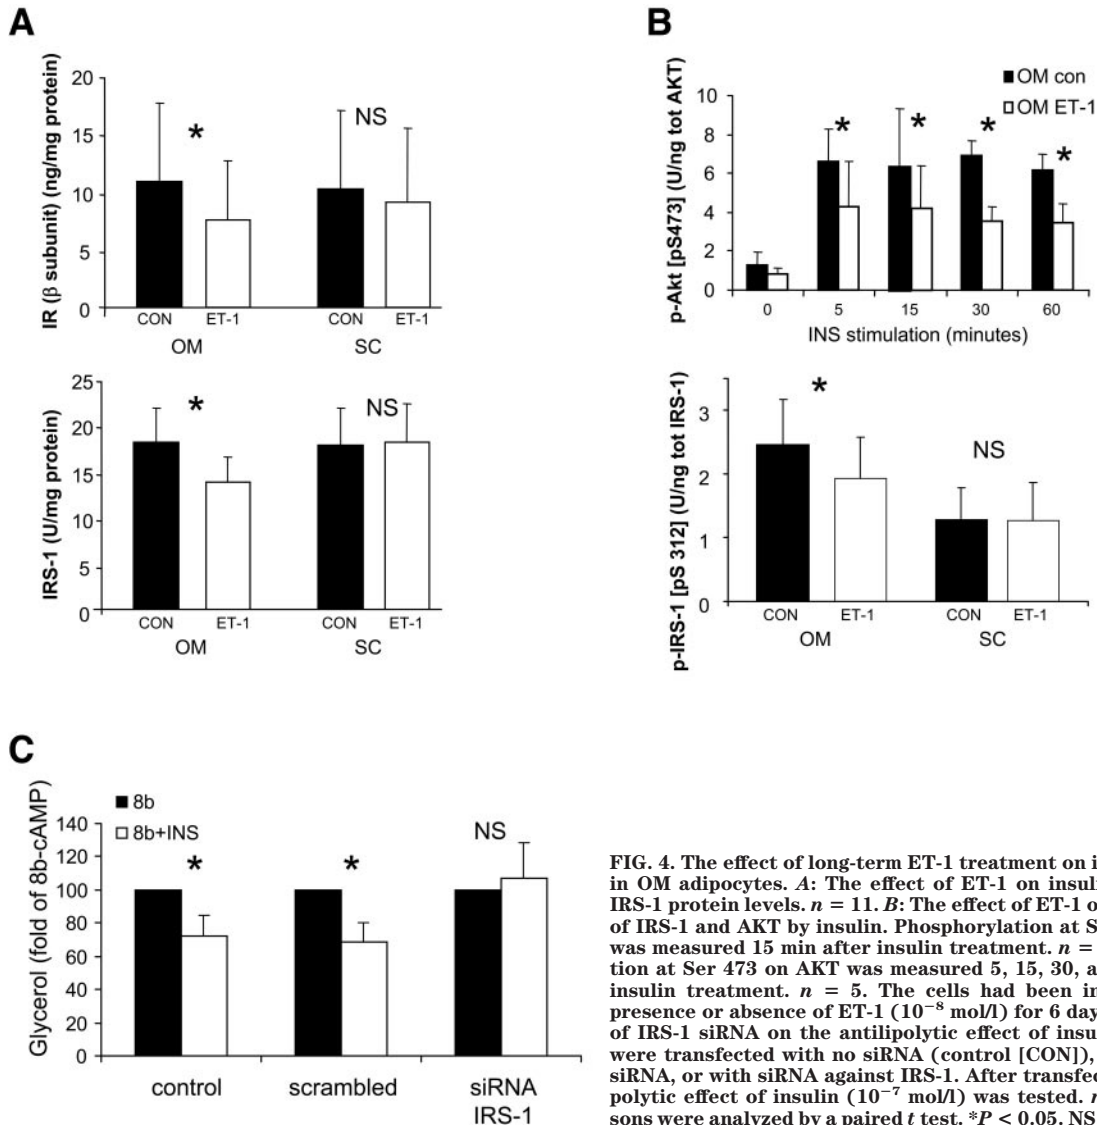 A
IR (β subunit) (ng/mg protein)
20
15
10
5
0
*
NS
CON
ET-1
CON
ET-1
OM
SC
IRS-1 (U/mg protein)
25
20
15
10
5
0
*
NS
CON
ET-1
CON
ET-1
OM
SC
B
p-Akt [pS473] (U/ng tot AKT)
OM con
OM ET-1
10
8
6
4
2
0
*
*
*
*
0
5
15
30
60
INS stimulation (minutes)
p-IRS-1 [pS 312] (U/ng tot IRS-1)
3
2
1
0
*
NS
CON
ET-1
CON
ET-1
OM
SC
C
Glycerol (fold of 8b-cAMP)
8b
8b+INS
140
120
100
80
60
40
20
0
*
*
NS
control
scrambled
siRNA
IRS-1
FIG. 4. The effect of long-term ET-1 treatment on i
in OM adipocytes. A: The effect of ET-1 on insuli
IRS-1 protein levels. n = 11. B: The effect of ET-1 o
of IRS-1 and AKT by insulin. Phosphorylation at S
was measured 15 min after insulin treatment. n =
tion at Ser 473 on AKT was measured 5, 15, 30, a
insulin treatment. n = 5. The cells had been in
presence or absence of ET-1 (10⁻⁸ mol/l) for 6 day
of IRS-1 siRNA on the antilipolytic effect of insu
were transfected with no siRNA (control [CON]),
siRNA, or with siRNA against IRS-1. After transfec
polytic effect of insulin (10⁻⁷ mol/l) was tested. n
sons were analyzed by a paired t test. *P < 0.05. NS